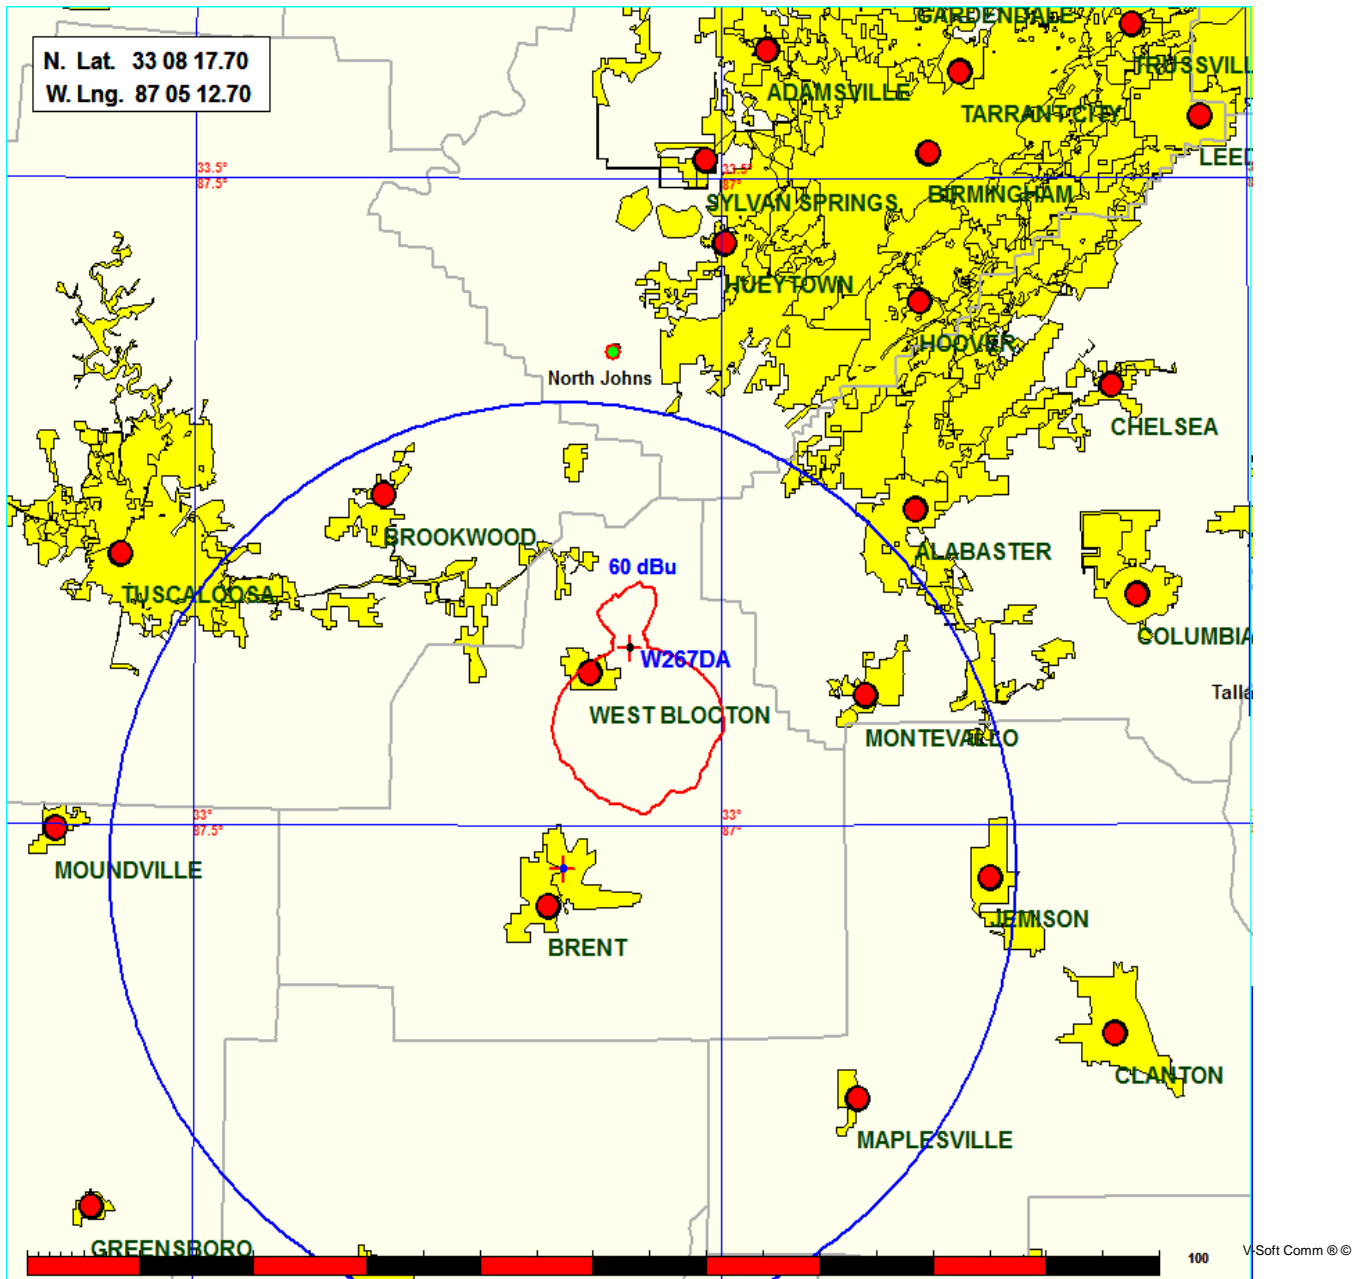 GARDENDALE
N. Lat. 33 08 17.70
W. Lng. 87 05 12.70
TRUSSVILL
ADAMSVILLE
TARRANT CITY
LEED
33.5°
87.5°
33.5°
87°
SYLVAN SPRINGS
BIRMINGHAM
HUEYTOWN
HOOVER
North Johns
CHELSEA
BROOKWOOD
ALABASTER
60 dBu
TUSCALOOSA
COLUMBIA
W267DA
Talla
WEST BLOCTON
MONTEVALLO
33°
87.5°
33°
87°
MOUNDVILLE
JEMISON
BRENT
CLANTON
MAPLESVILLE
GREENSBORO
100
V-Soft Comm ® ©